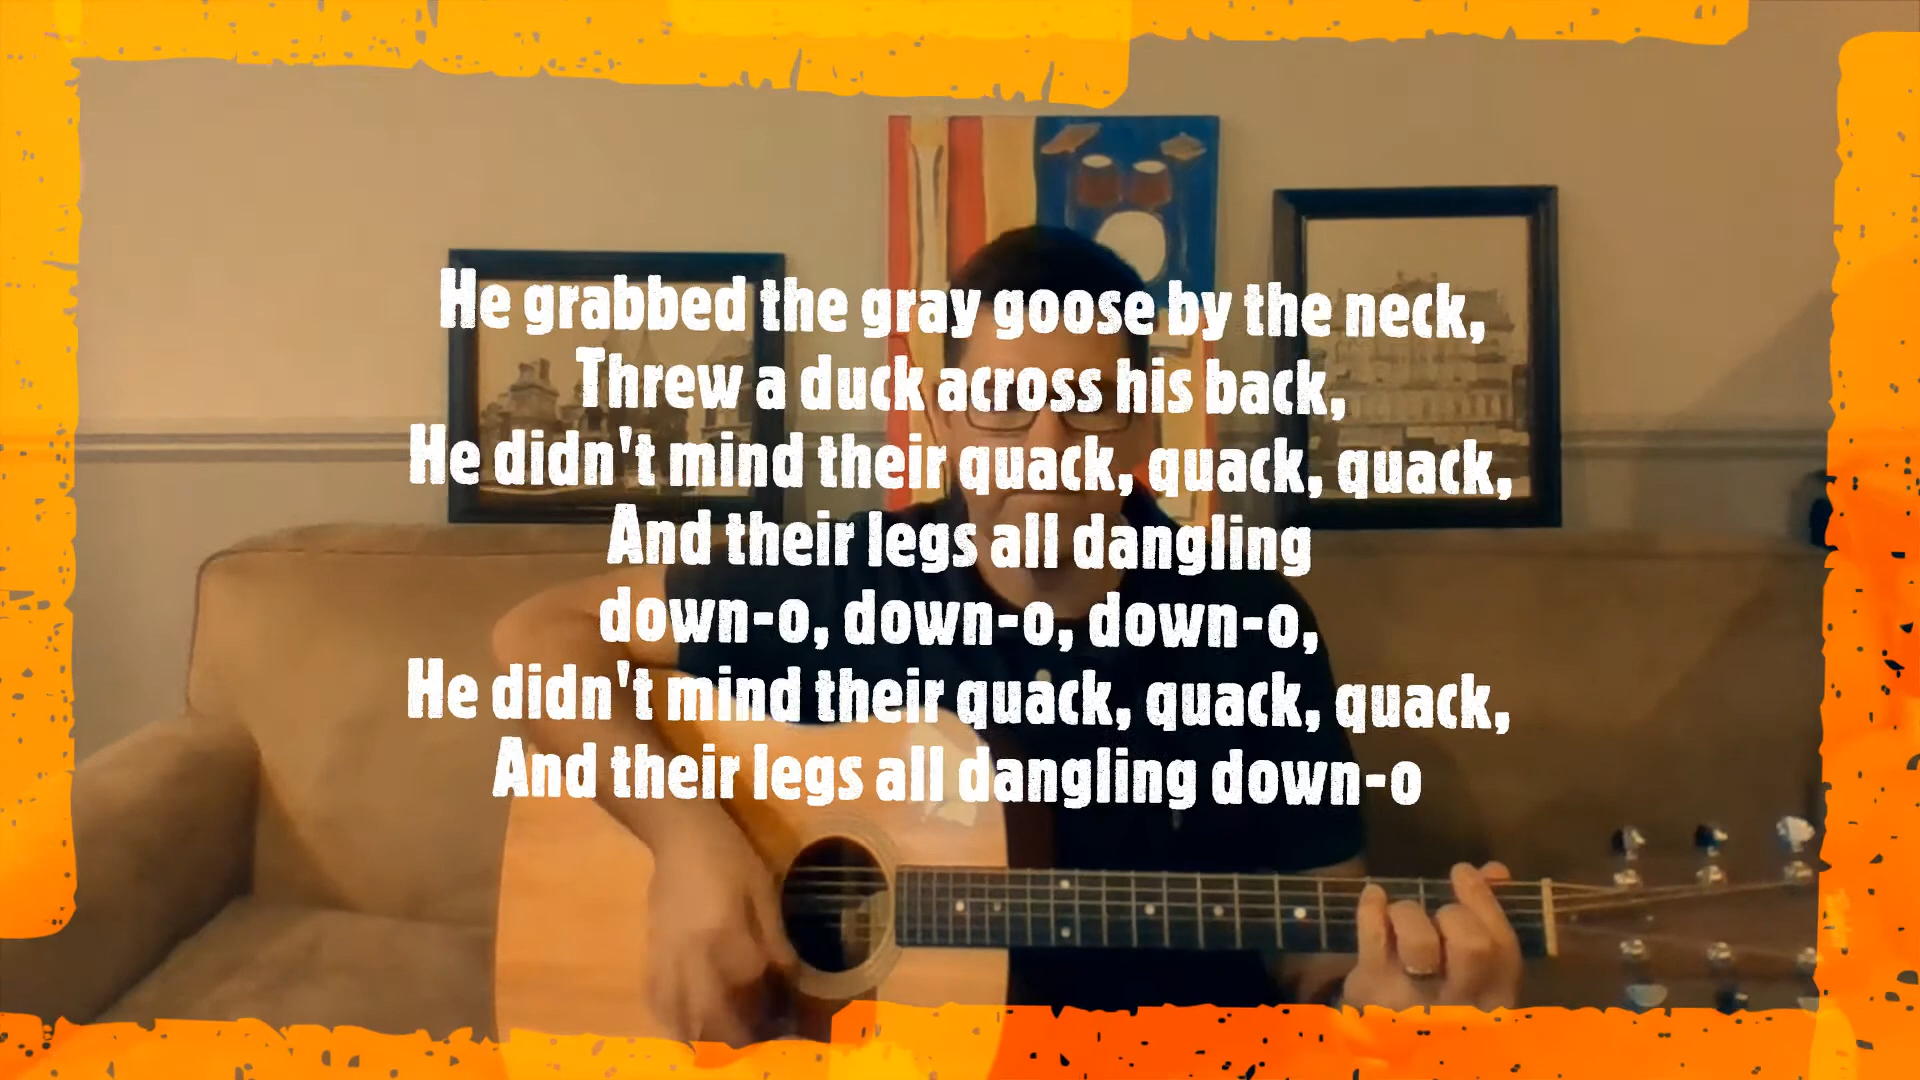 He grabbed the gray goose by the neck,
Threw a duck across his back,
He didn't mind their quack, quack, quack,
And their legs all dangling
down-o, down-o, down-o,
He didn't mind their quack, quack, quack,
And their legs all dangling down-o